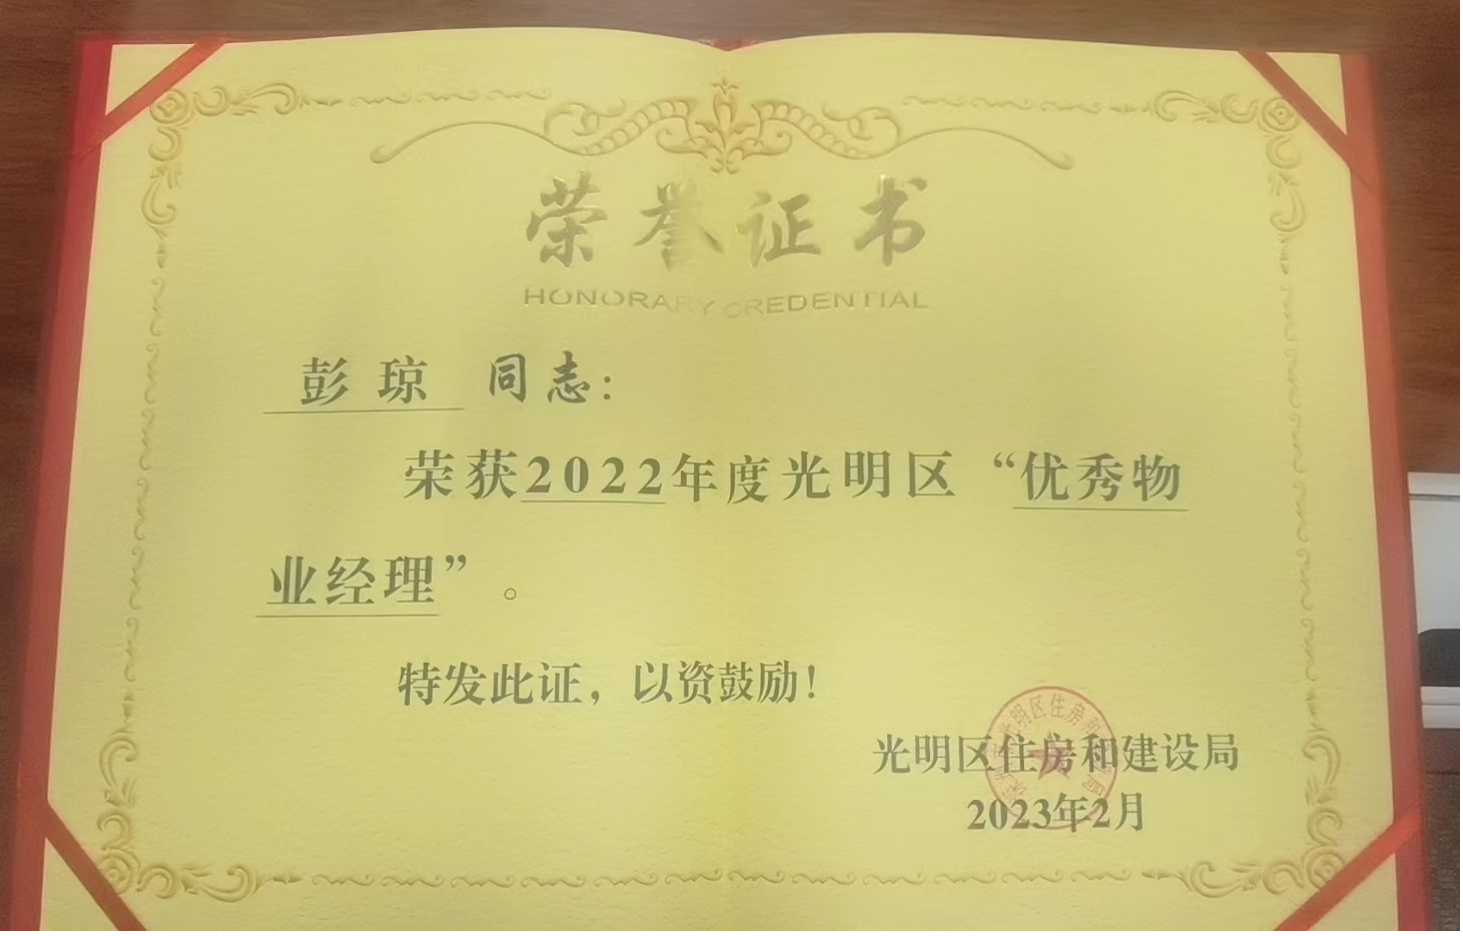 荣誉证书
HONORARY CREDENTIAL
彭琼 同志：
荣获2022年度光明区“优秀物
业经理”。
特发此证，以资鼓励！
光明区住房和建设局
2023年2月